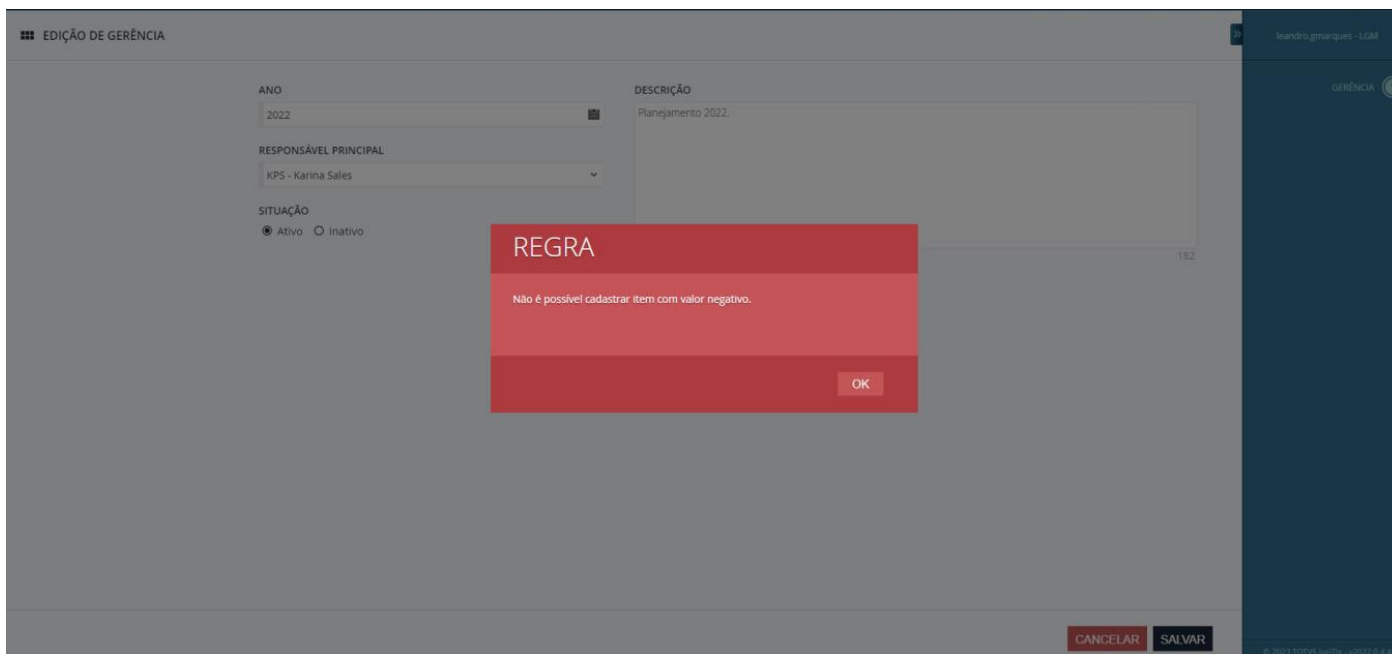 EDIÇÃO DE GERÊNCIA
leandro.gmarques - LGM
GERÊNCIA
ANO
2022
RESPONSÁVEL PRINCIPAL
KPS - Karina Sales
SITUAÇÃO
Ativo
Inativo
DESCRIÇÃO
Planejamento 2022.
182
REGRA
Não é possível cadastrar item com valor negativo.
OK
CANCELAR
SALVAR